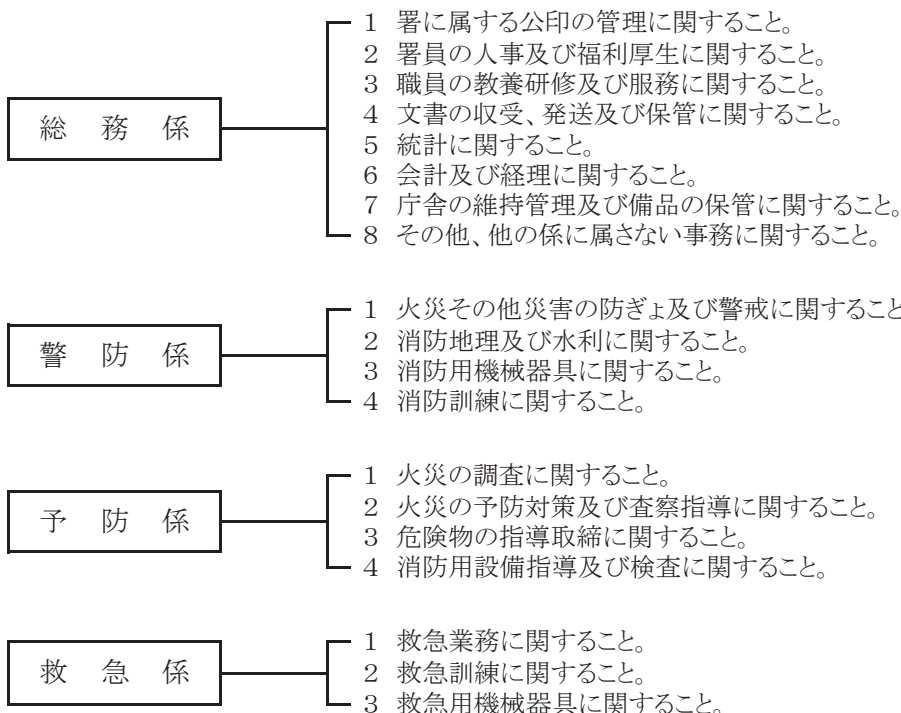 総務係
1 署に属する公印の管理に関すること。
2 署員の人事及び福利厚生に関すること。
3 職員の教養研修及び服務に関すること。
4 文書の収受、発送及び保管に関すること。
5 統計に関すること。
6 会計及び経理に関すること。
7 庁舎の維持管理及び備品の保管に関すること。
8 その他、他の係に属さない事務に関すること。
警防係
1 火災その他災害の防ぎょ及び警戒に関すること
2 消防地理及び水利に関すること。
3 消防用機械器具に関すること。
4 消防訓練に関すること。
予防係
1 火災の調査に関すること。
2 火災の予防対策及び査察指導に関すること。
3 危険物の指導取締に関すること。
4 消防用設備指導及び検査に関すること。
救急係
1 救急業務に関すること。
2 救急訓練に関すること。
3 救急用機械器具に関すること。